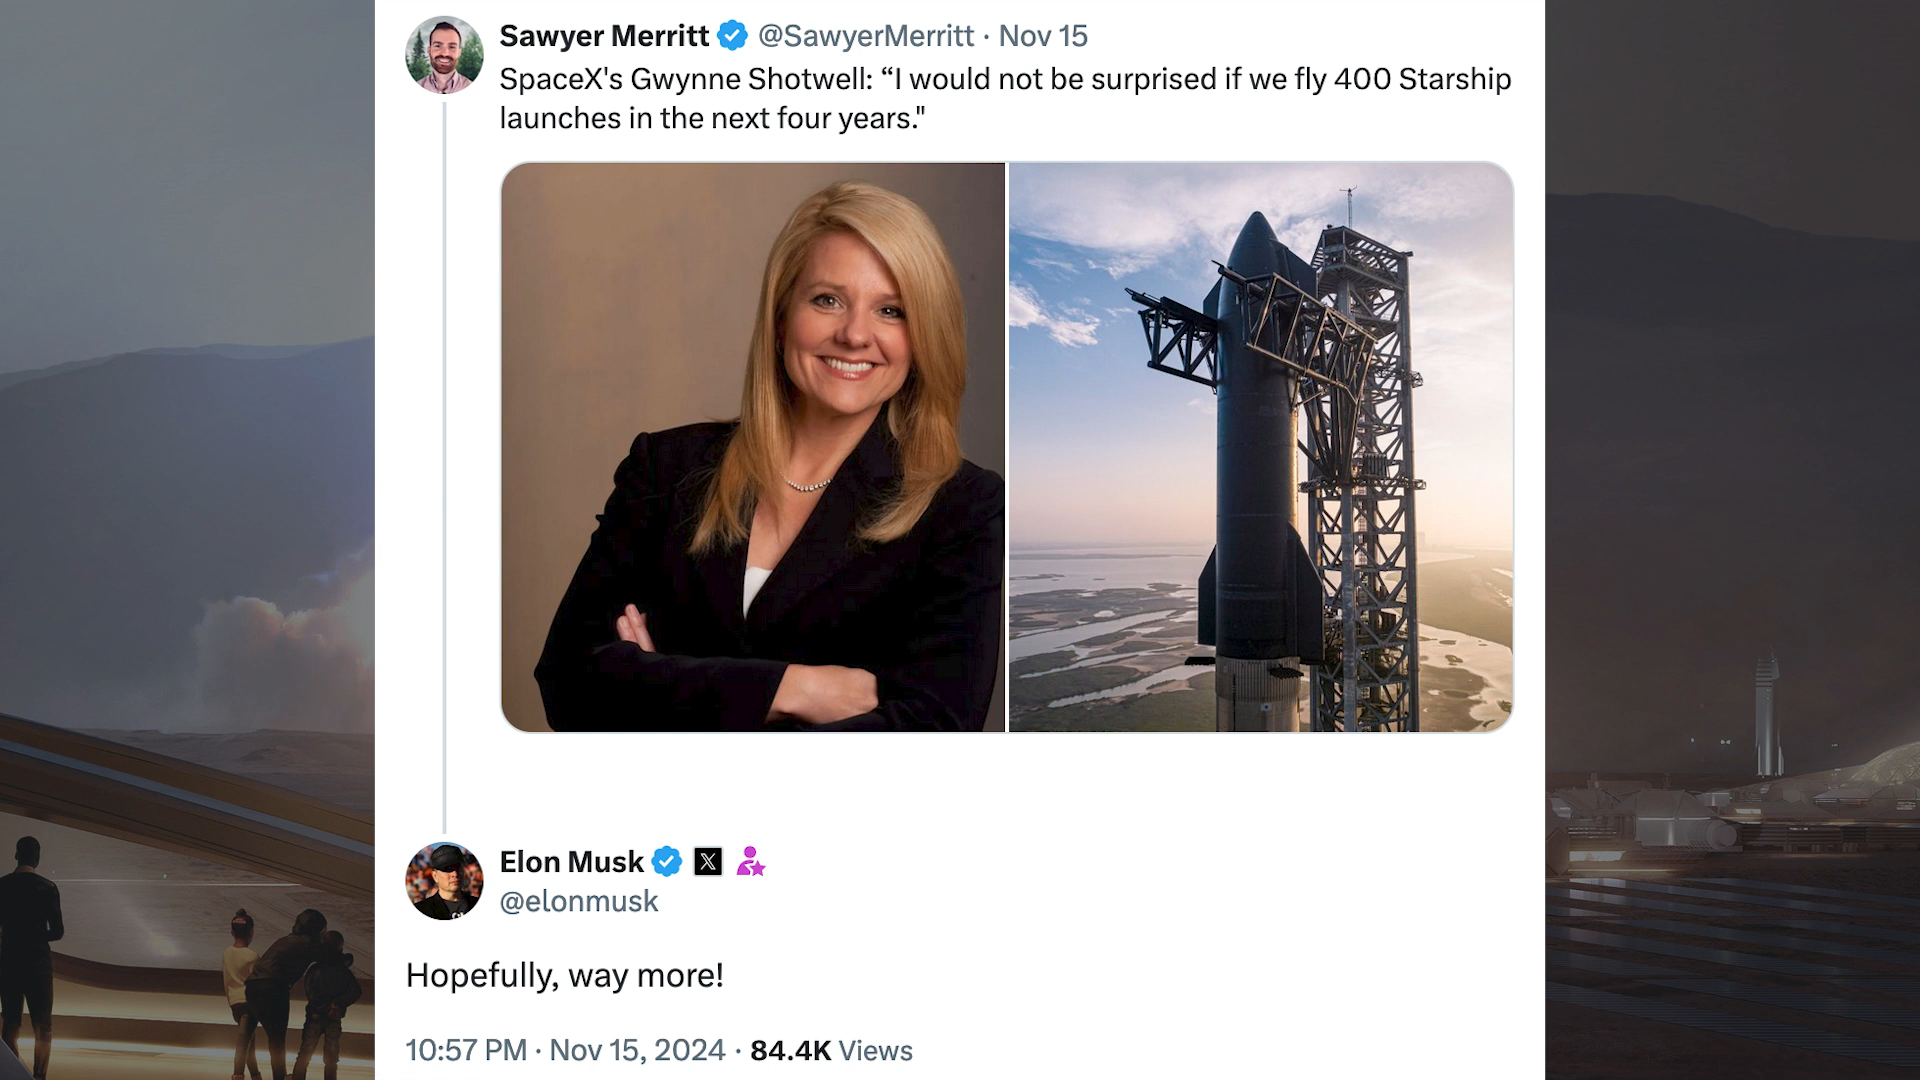 Sawyer Merritt @SawyerMerritt · Nov 15
SpaceX's Gwynne Shotwell: “I would not be surprised if we fly 400 Starship
launches in the next four years."
Elon Musk X
@elonmusk
Hopefully, way more!
10:57 PM · Nov 15, 2024 · 84.4K Views